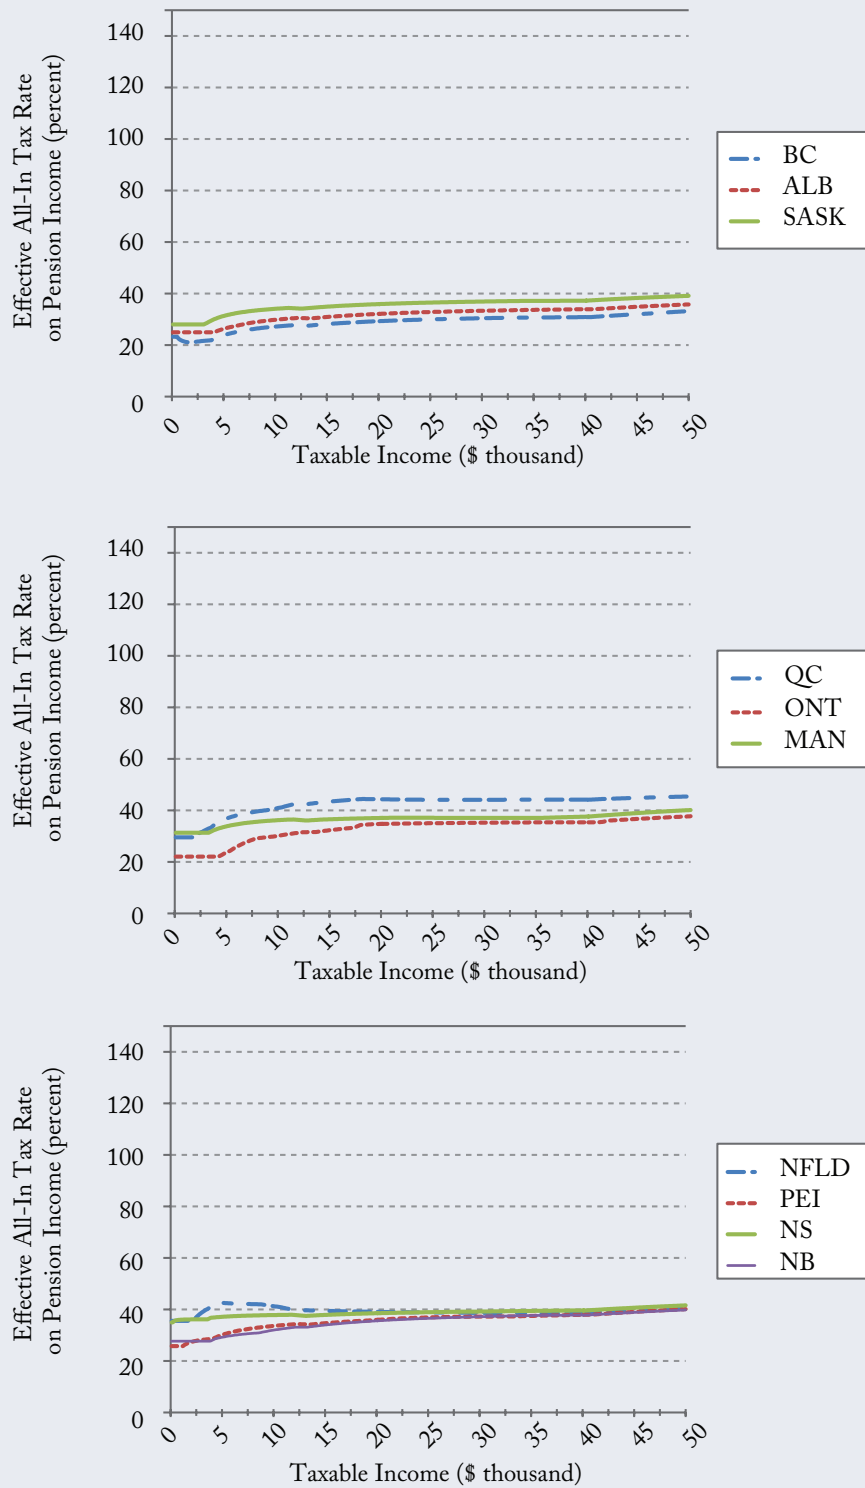 Effective All-In Tax Rate
on Pension Income (percent)
140
120
100
80
60
40
20
0
0 5 10 15 20 25 30 35 40 45 50
Taxable Income ($ thousand)
BC
ALB
SASK
Effective All-In Tax Rate
on Pension Income (percent)
140
120
100
80
60
40
20
0
0 5 10 15 20 25 30 35 40 45 50
Taxable Income ($ thousand)
QC
ONT
MAN
Effective All-In Tax Rate
on Pension Income (percent)
140
120
100
80
60
40
20
0
0 5 10 15 20 25 30 35 40 45 50
Taxable Income ($ thousand)
NFLD
PEI
NS
NB